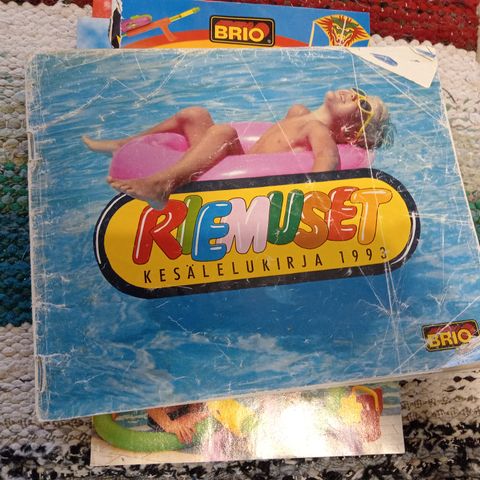 BRIO
RIEMUSET
KESÄLELUKIRJA 1993
BRIO